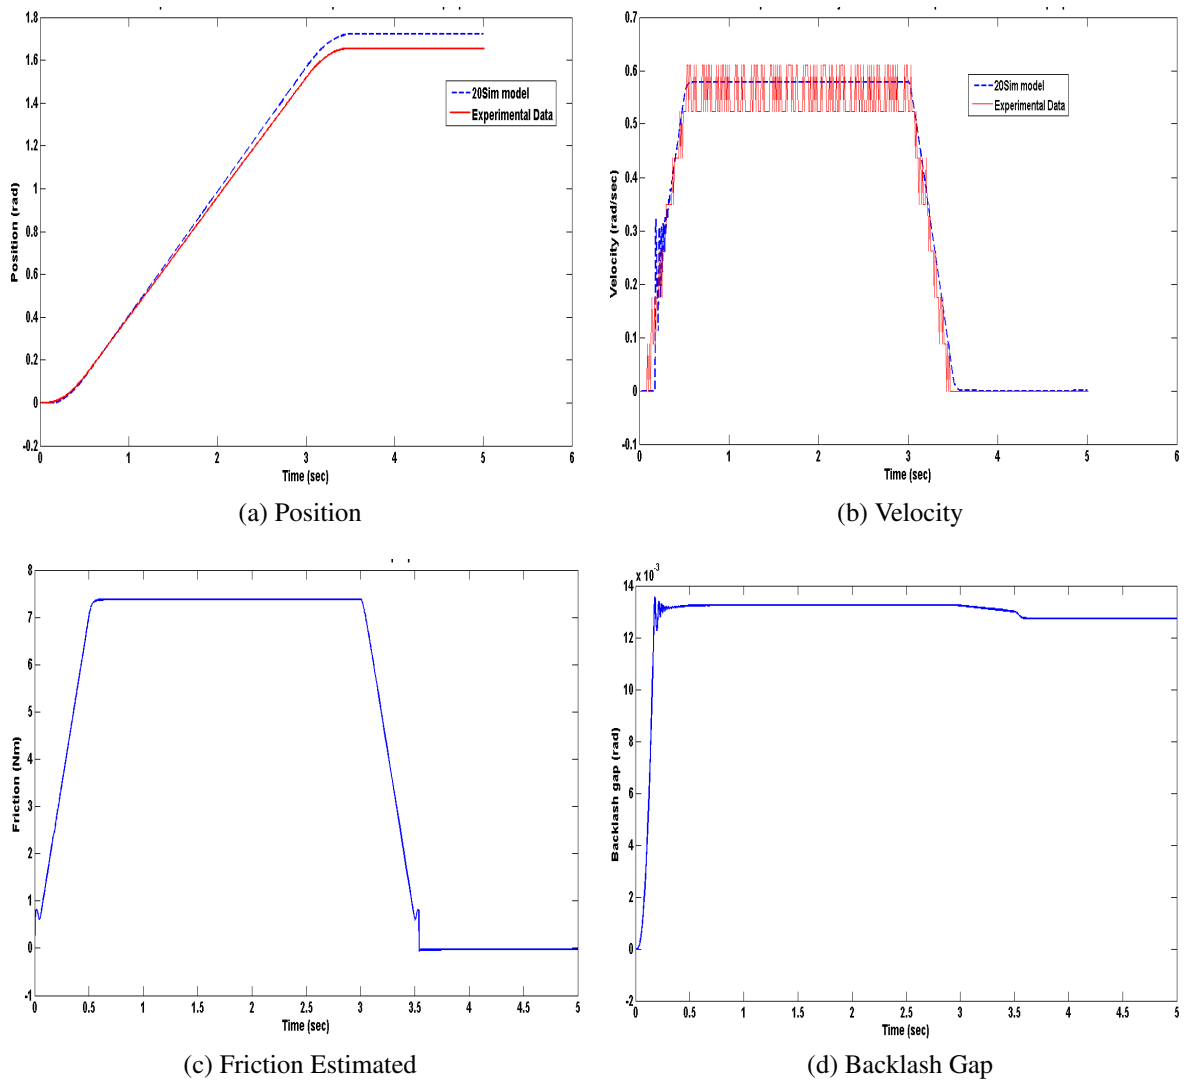 1.8
1.6
1.4
1.2
1
0.8
0.6
0.4
0.2
0
-0.2
Position (rad)
20Sim model
Experimental Data
0 1 2 3 4 5 6
Time (sec)
(a) Position
0.7
0.6
0.5
0.4
0.3
0.2
0.1
0
-0.1
Velocity (rad/sec)
20Sim model
Experimental Data
0 1 2 3 4 5 6
Time (sec)
(b) Velocity
8
7
6
5
4
3
2
1
0
-1
Friction (Nm)
0 0.5 1 1.5 2 2.5 3 3.5 4 4.5 5
Time (sec)
(c) Friction Estimated
x 10⁻³
14
12
10
8
6
4
2
0
-2
Backlash gap (rad)
0 0.5 1 1.5 2 2.5 3 3.5 4 4.5 5
Time (sec)
(d) Backlash Gap